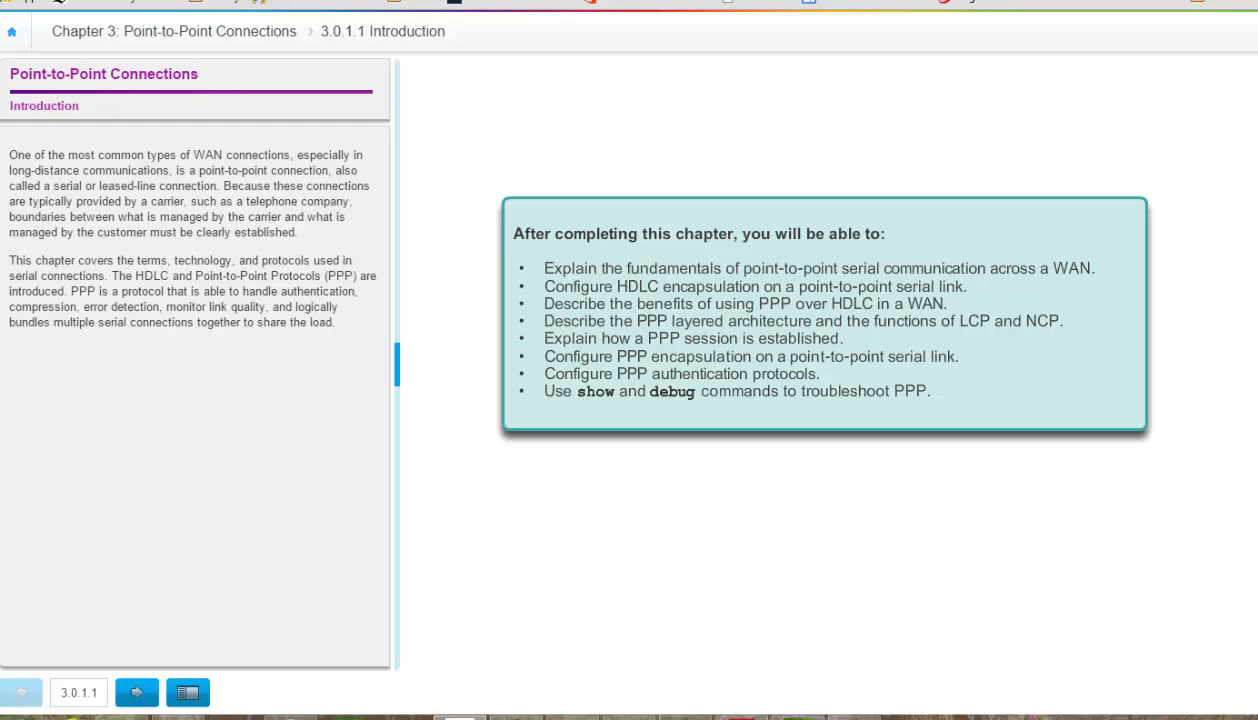 Chapter 3: Point-to-Point Connections › 3.0.1.1 Introduction
Point-to-Point Connections
Introduction
One of the most common types of WAN connections, especially in
long-distance communications, is a point-to-point connection, also
called a serial or leased-line connection. Because these connections
are typically provided by a carrier, such as a telephone company,
boundaries between what is managed by the carrier and what is
managed by the customer must be clearly established.
This chapter covers the terms, technology, and protocols used in
serial connections. The HDLC and Point-to-Point Protocols (PPP) are
introduced. PPP is a protocol that is able to handle authentication,
compression, error detection, monitor link quality, and logically
bundles multiple serial connections together to share the load.
After completing this chapter, you will be able to:
• Explain the fundamentals of point-to-point serial communication across a WAN.
• Configure HDLC encapsulation on a point-to-point serial link.
• Describe the benefits of using PPP over HDLC in a WAN.
• Describe the PPP layered architecture and the functions of LCP and NCP.
• Explain how a PPP session is established.
• Configure PPP encapsulation on a point-to-point serial link.
• Configure PPP authentication protocols.
• Use show and debug commands to troubleshoot PPP.
3.0.1.1